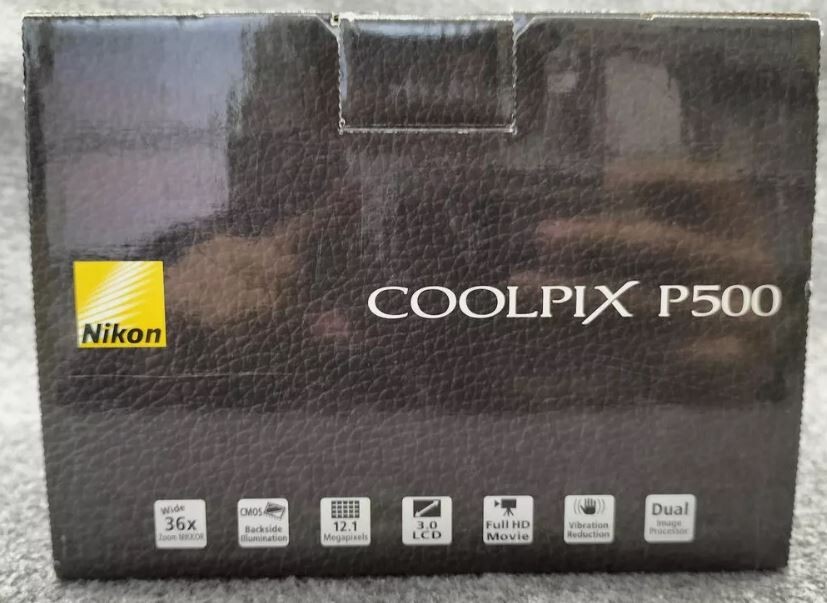 Nikon
COOLPIX P500
Wide
36x
Zoom NIKKOR
CMOS
Backside
Illumination
12.1
Megapixels
3.0
LCD
Full HD
Movie
Vibration
Reduction
Dual
Image
Processor